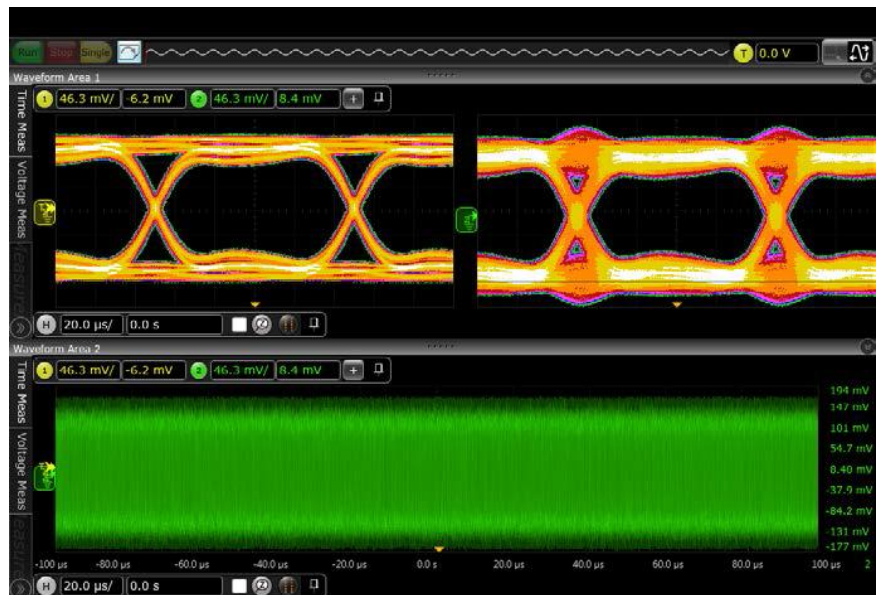 Run Stop Single T 0.0 V
Waveform Area 1
1 46.3 mV/ -6.2 mV 2 46.3 mV/ 8.4 mV +
Time Meas
Voltage Meas
Measure
H 20.0 µs/ 0.0 s
Waveform Area 2
1 46.3 mV/ -6.2 mV 2 46.3 mV/ 8.4 mV +
Time Meas
Voltage Meas
194 mV
147 mV
101 mV
54.7 mV
8.40 mV
-37.9 mV
-84.2 mV
-131 mV
-177 mV
-100 µs -80.0 µs -60.0 µs -40.0 µs -20.0 µs 0.0 s 20.0 µs 40.0 µs 60.0 µs 80.0 µs 100 µs 2
H 20.0 µs/ 0.0 s